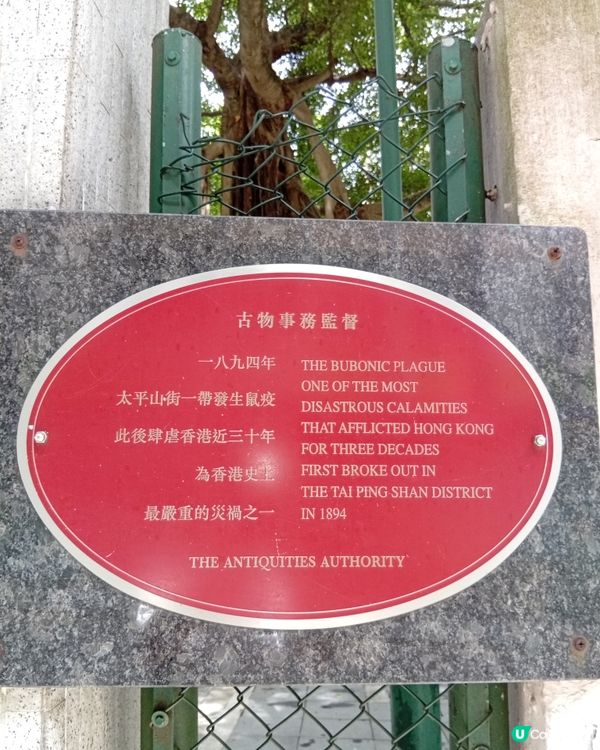 古物事務監督
一八九四年
太平山街一帶發生鼠疫
此後肆虐香港近三十年
為香港史上
最嚴重的災禍之一
THE BUBONIC PLAGUE
ONE OF THE MOST
DISASTROUS CALAMITIES
THAT AFFLICTED HONG KONG
FOR THREE DECADES
FIRST BROKE OUT IN
THE TAI PING SHAN DISTRICT
IN 1894
THE ANTIQUITIES AUTHORITY